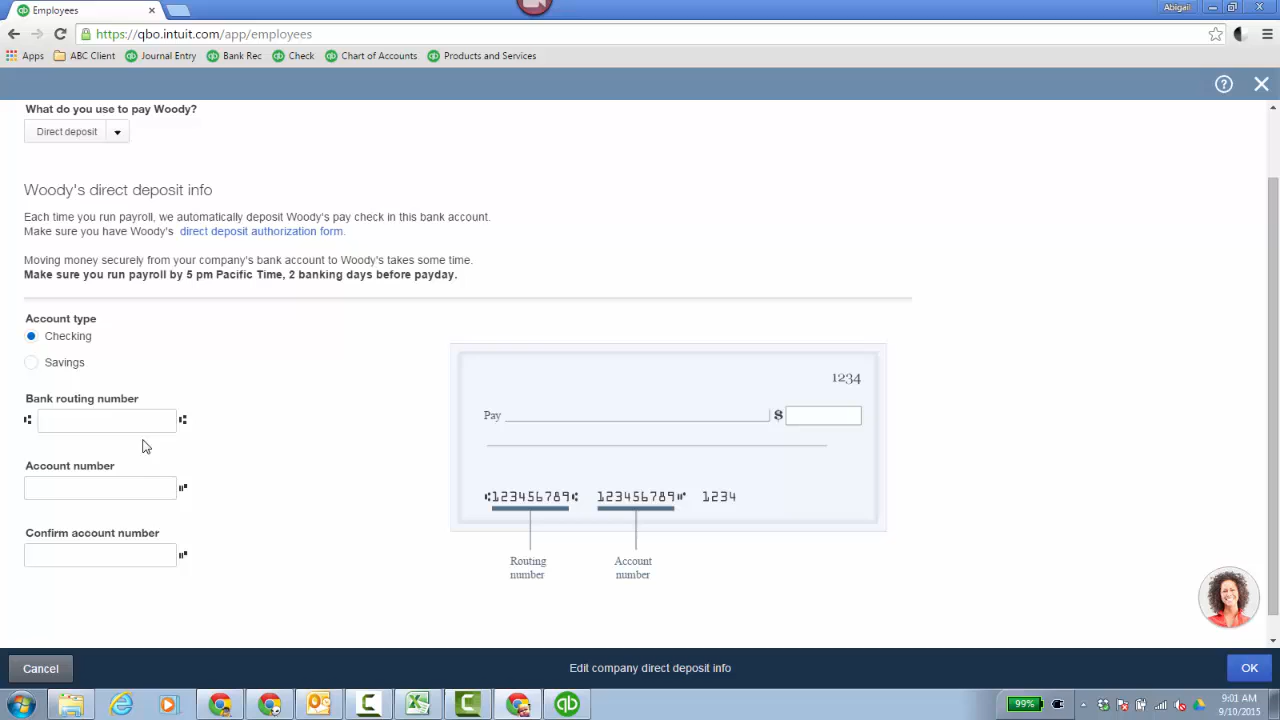 Employees
Abigail
https://qbo.intuit.com/app/employees
Apps ABC Client Journal Entry Bank Rec Check Chart of Accounts Products and Services
What do you use to pay Woody?
Direct deposit
Woody's direct deposit info
Each time you run payroll, we automatically deposit Woody's pay check in this bank account.
Make sure you have Woody's direct deposit authorization form.
Moving money securely from your company's bank account to Woody's takes some time.
Make sure you run payroll by 5 pm Pacific Time, 2 banking days before payday.
Account type
Checking
Savings
Bank routing number
Account number
Confirm account number
1234
Pay $
⑆123456789⑆ 123456789⑈ 1234
Routing number
Account number
Cancel Edit company direct deposit info OK
99% 9:01 AM
9/10/2015